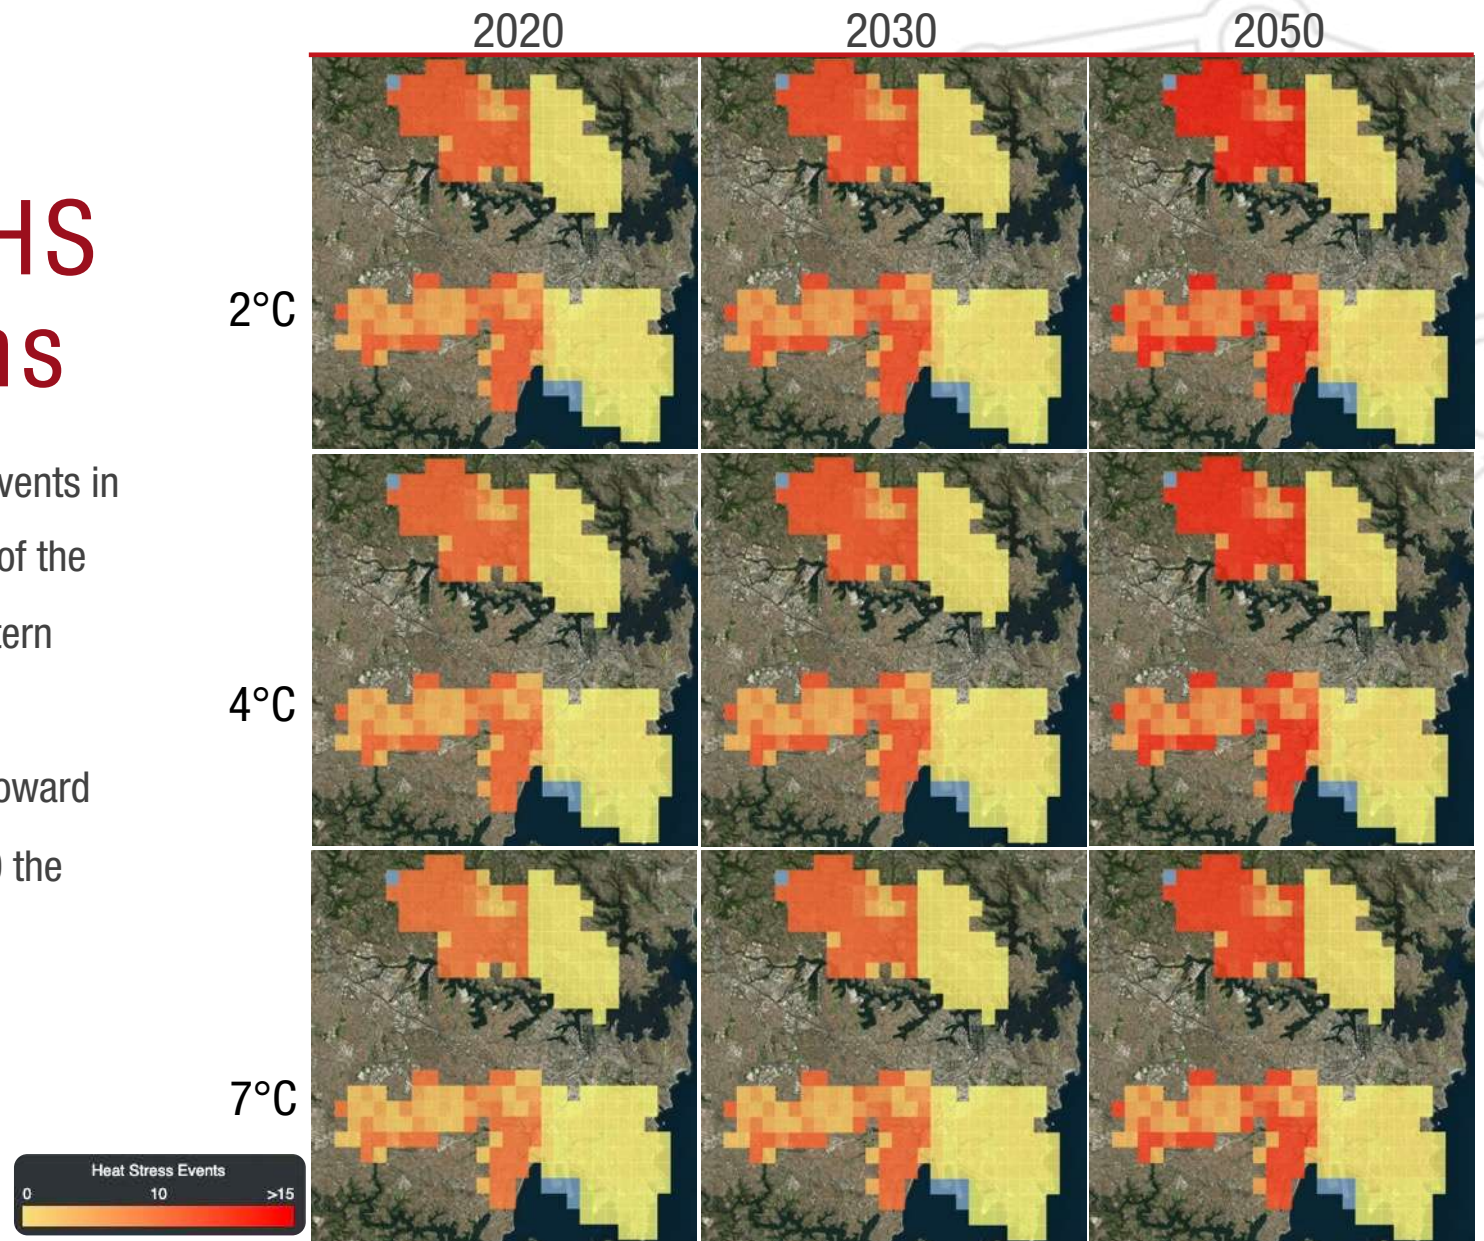 HS
ns
vents in
of the
tern
oward
) the
2020 2030 2050
2°C
4°C
7°C
Heat Stress Events
0 10 >15